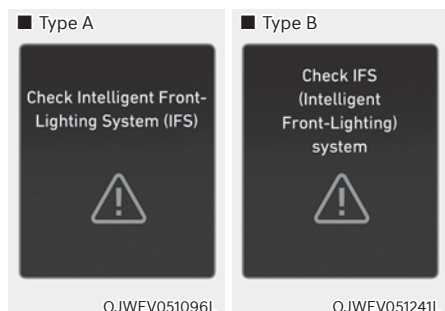 ■ Type A
Check Intelligent Front-
Lighting System (IFS)
OJWEV051096L
■ Type B
Check IFS
(Intelligent
Front-Lighting)
system
OJWEV051241L